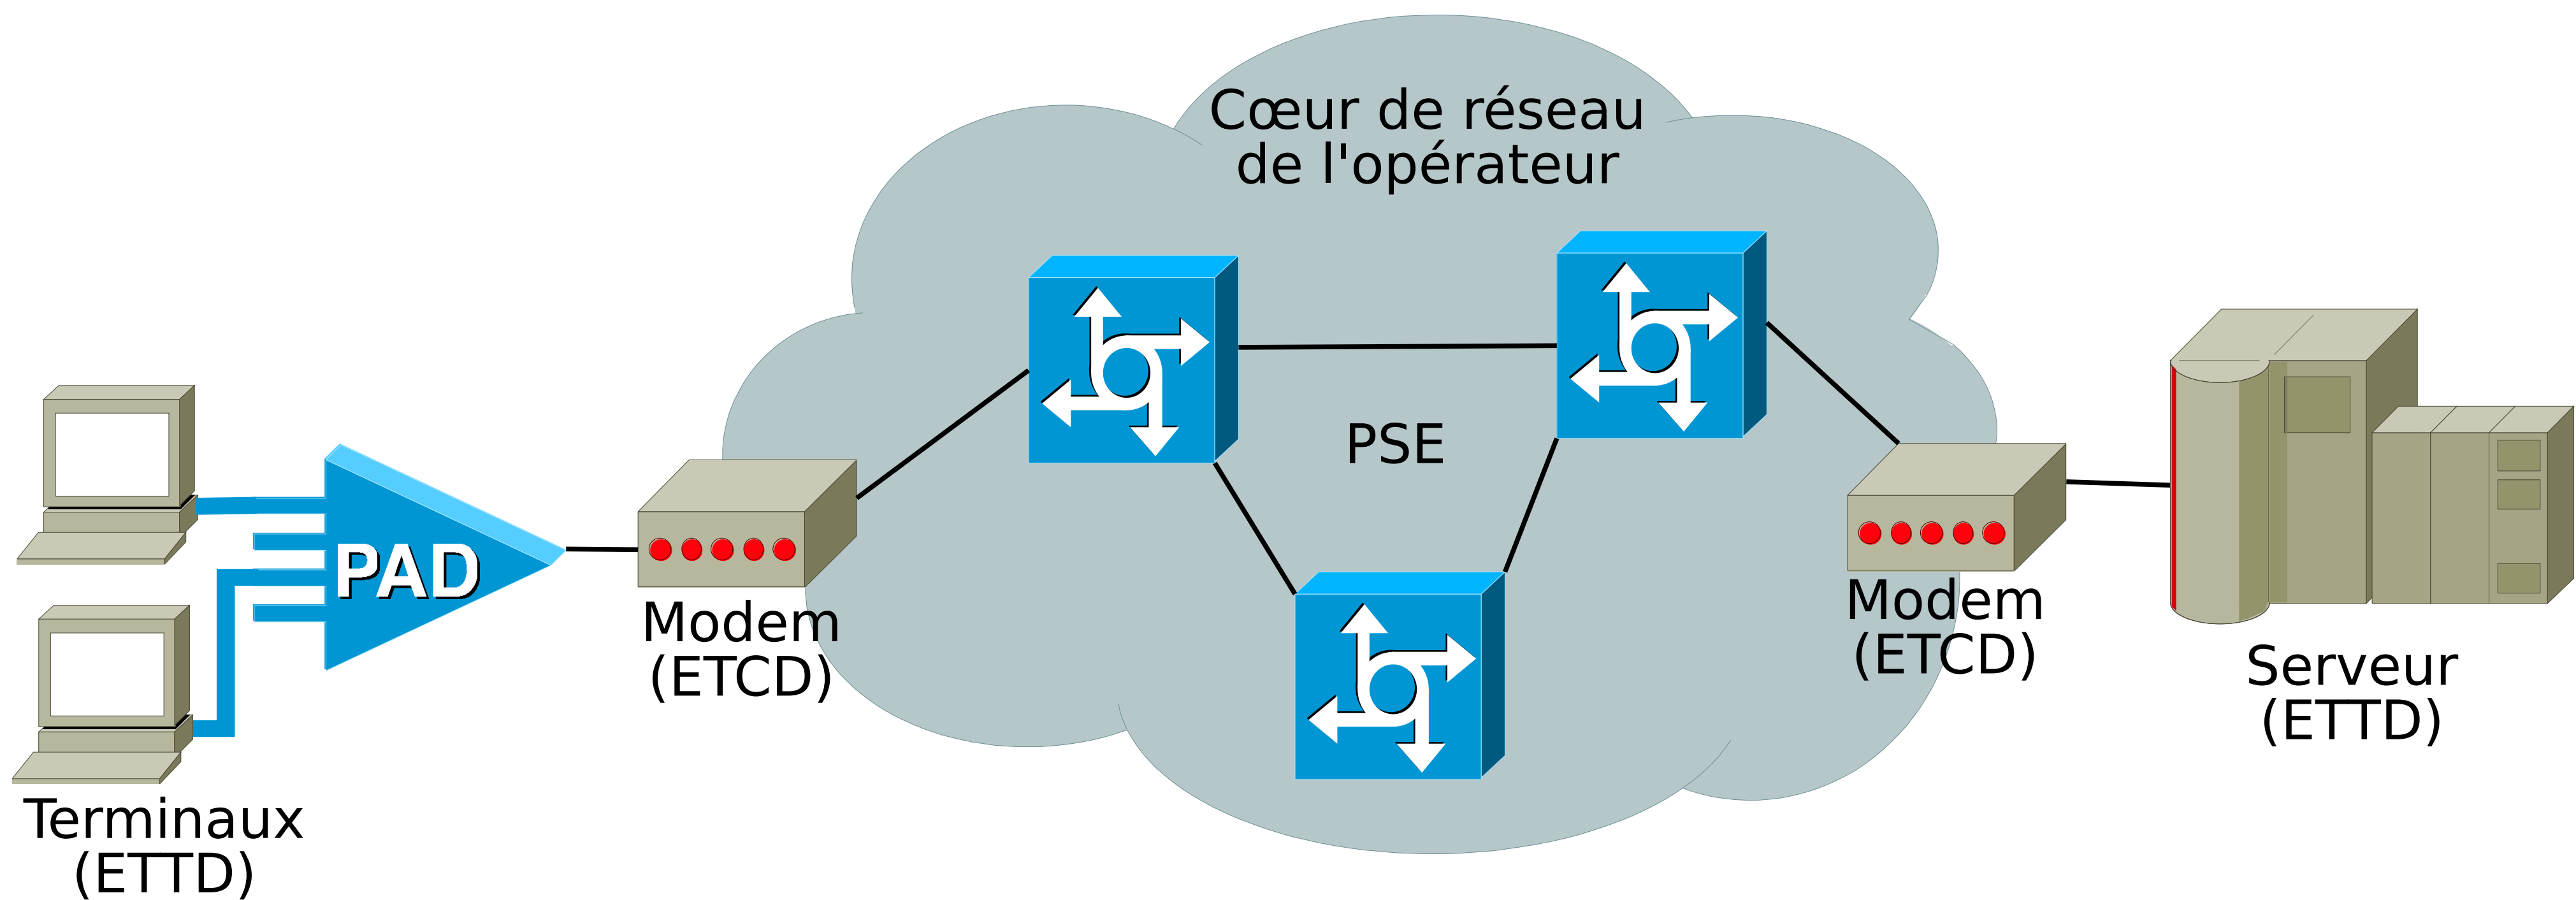 Cœur de réseau
de l'opérateur
PSE
PAD
Modem
(ETCD)
Modem
(ETCD)
Serveur
(ETTD)
Terminaux
(ETTD)